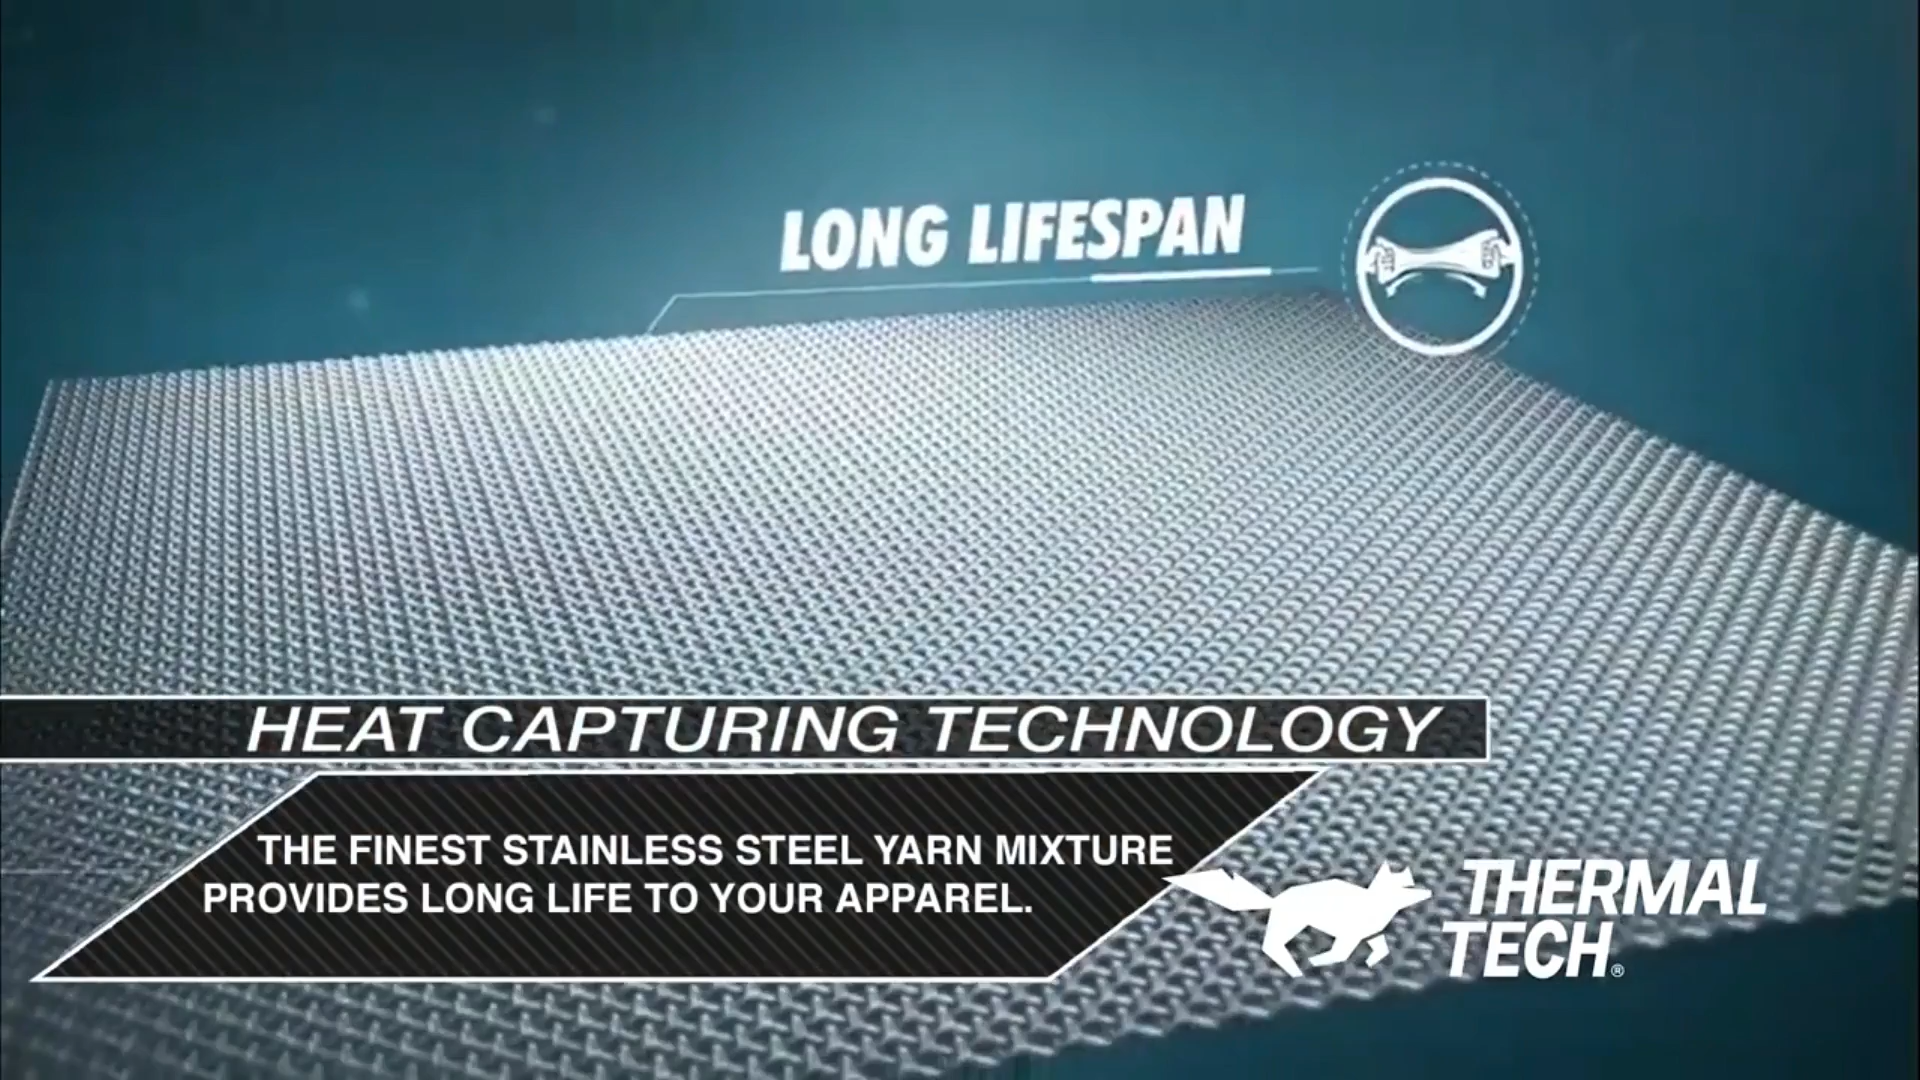 LONG LIFESPAN
HEAT CAPTURING TECHNOLOGY
THE FINEST STAINLESS STEEL YARN MIXTURE
PROVIDES LONG LIFE TO YOUR APPAREL.
THERMAL
TECH®